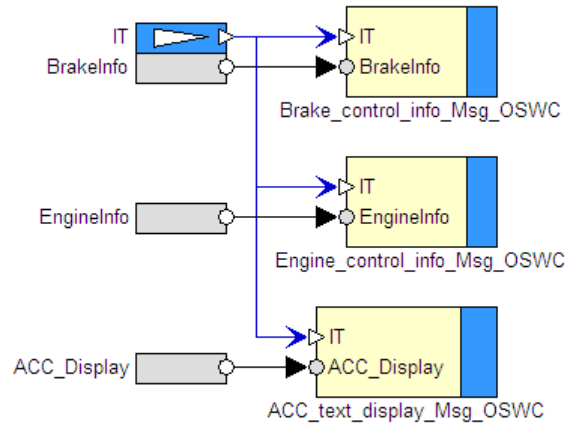 IT
IT
BrakeInfo
BrakeInfo
Brake_control_info_Msg_OSWC
IT
EngineInfo
EngineInfo
Engine_control_info_Msg_OSWC
IT
ACC_Display
ACC_Display
ACC_text_display_Msg_OSWC